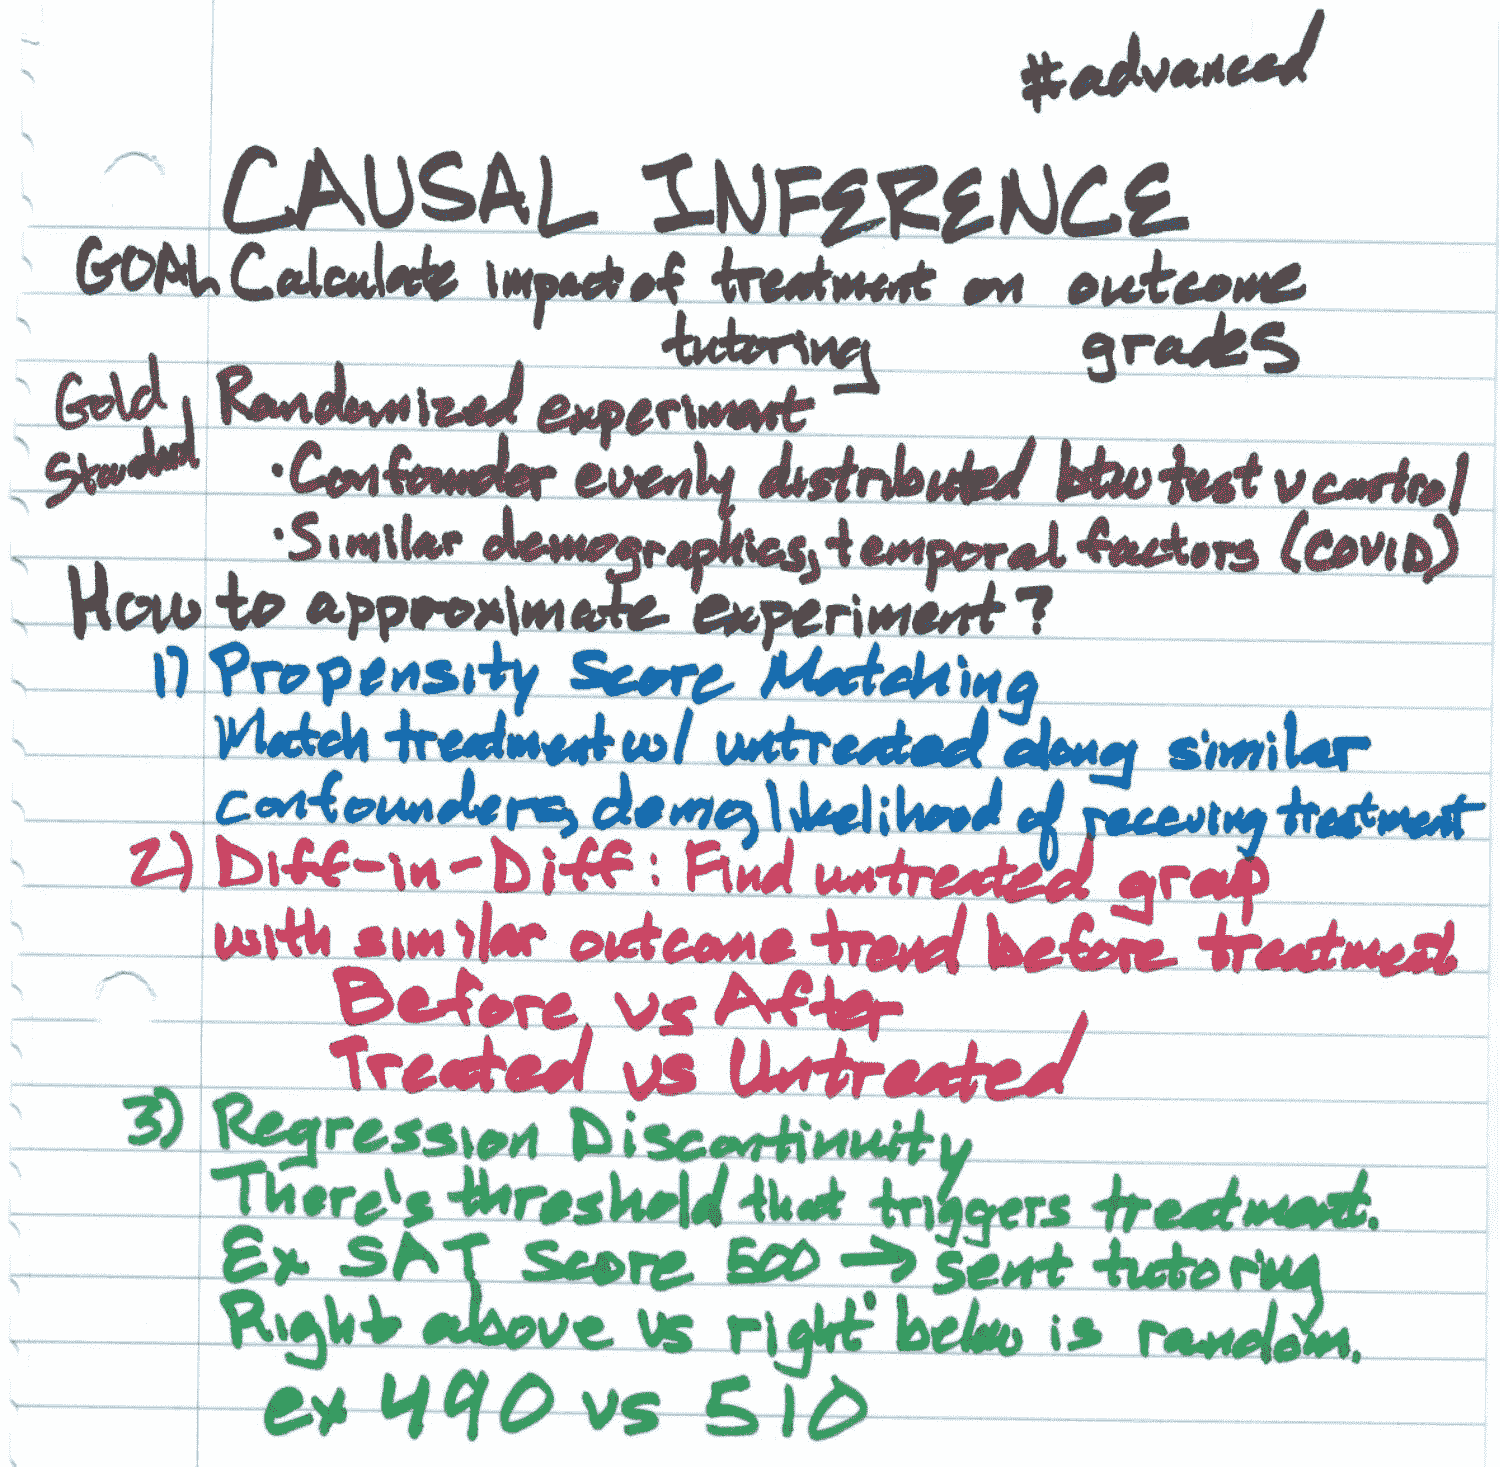 #advanced
CAUSAL INFERENCE
GOAL Calculate impact of treatment on outcome
tutoring grades
Gold Standard Randomized experiment
• Confounder evenly distributed btw test v control
• Similar demographics, temporal factors (COVID)
How to approximate experiment?
1) Propensity Score Matching
Match treatment w/ untreated along similar
confounders, demo, likelihood of receving treatment
2) Diff-in-Diff: Find untreated group
with similar outcome trend before treatment
Before vs After
Treated vs Untreated
3) Regression Discontinuity
There's threshold that triggers treatment.
Ex SAT Score 500 → sent tutoring
Right above vs right below is random.
ex 490 vs 510